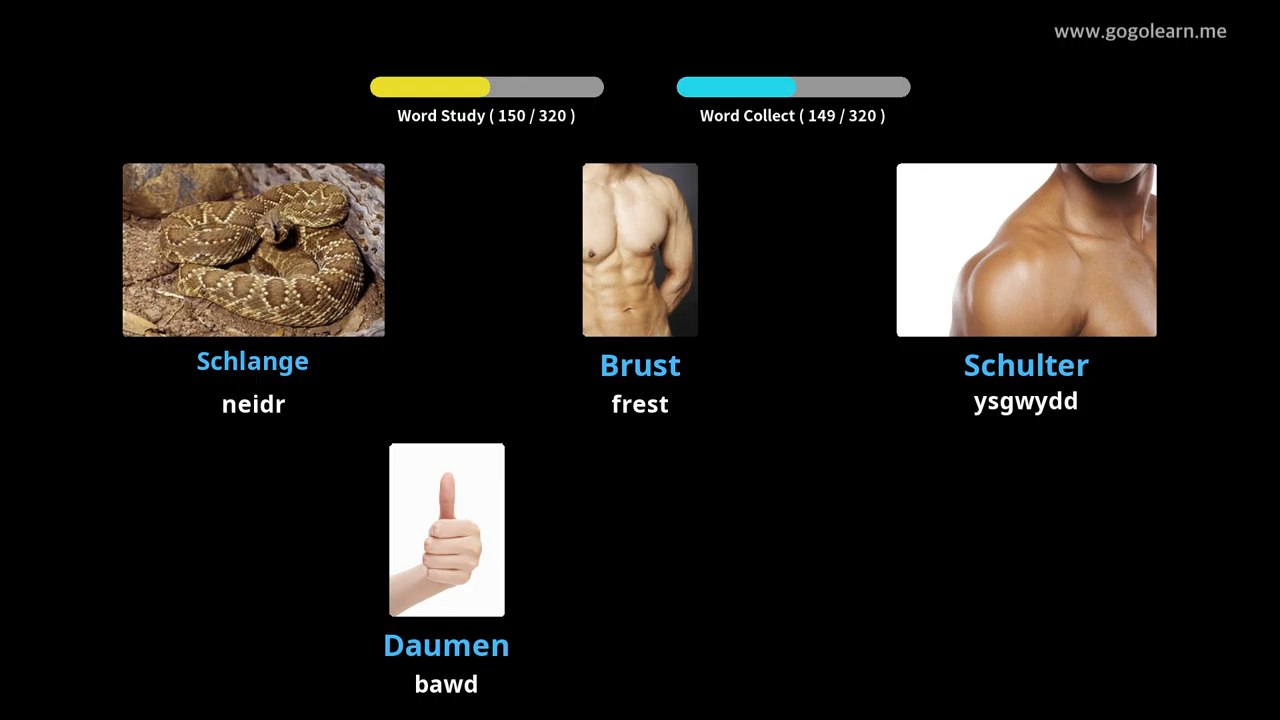 www.gogolearn.me
Word Study ( 150 / 320 )
Word Collect ( 149 / 320 )
Schlange
neidr
Brust
frest
Schulter
ysgwydd
Daumen
bawd